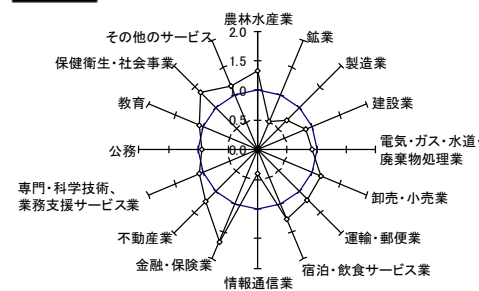 農林水産業
その他のサービス
鉱業
保健衛生・社会事業
製造業
教育
建設業
公務
電気・ガス・水道・
廃棄物処理業
専門・科学技術、
業務支援サービス業
卸売・小売業
不動産業
運輸・郵便業
金融・保険業
宿泊・飲食サービス業
情報通信業
2.0
1.5
1.0
0.5
0.0